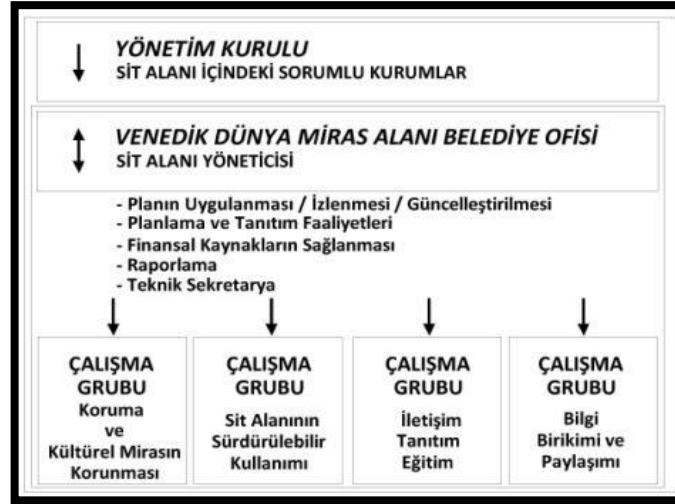 YÖNETİM KURULU
SİT ALANI İÇİNDEKİ SORUMLU KURUMLAR
VENEDİK DÜNYA MİRAS ALANI BELEDİYE OFİSİ
SİT ALANI YÖNETİCİSİ
- Planın Uygulanması / İzlenmesi / Güncelleştirilmesi
- Planlama ve Tanıtım Faaliyetleri
- Finansal Kaynakların Sağlanması
- Raporlama
- Teknik Sekretarya
ÇALIŞMA
GRUBU
Koruma
ve
Kültürel Mirasın
Korunması
ÇALIŞMA
GRUBU
Sit Alanının
Sürdürülebilir
Kullanımı
ÇALIŞMA
GRUBU
İletişim
Tanıtım
Eğitim
ÇALIŞMA
GRUBU
Bilgi
Birikimi ve
Paylaşımı